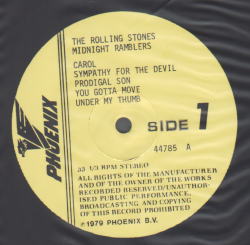 THE ROLLING STONES
MIDNIGHT RAMBLERS
CAROL
SYMPATHY FOR THE DEVIL
PRODIGAL SON
YOU GOTTA MOVE
UNDER MY THUMB
PHOENIX
SIDE 1
44785 A
33 1/3 RPM STEREO
ALL RIGHTS OF THE MANUFACTURER
AND OF THE OWNER OF THE WORKS
RECORDED RESERVED/UNAUTHOR-
ISED PUBLIC PERFORMANCE,
BROADCASTING AND COPYING
OF THIS RECORD PROHIBITED
©1979 PHOENIX B.V.